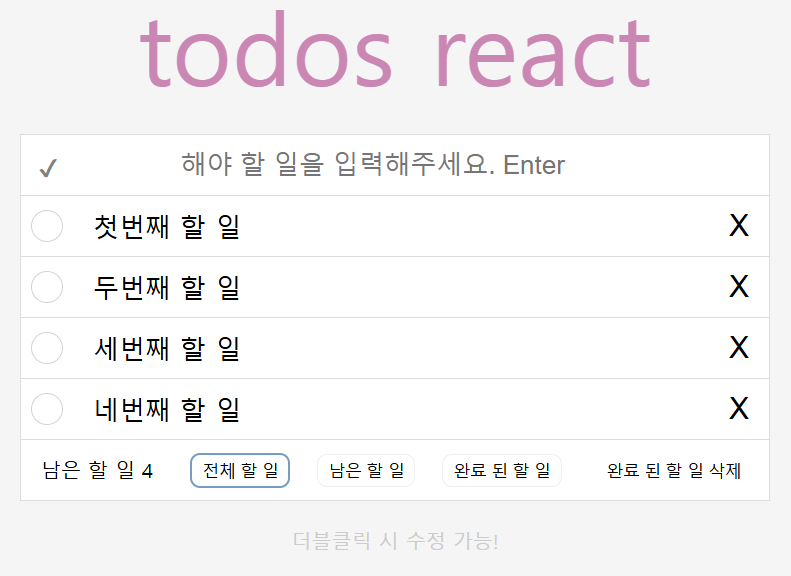 todos react
✓ 해야 할 일을 입력해주세요. Enter
첫번째 할 일 X
두번째 할 일 X
세번째 할 일 X
네번째 할 일 X
남은 할 일 4 전체 할 일 남은 할 일 완료 된 할 일 완료 된 할 일 삭제
더블클릭 시 수정 가능!